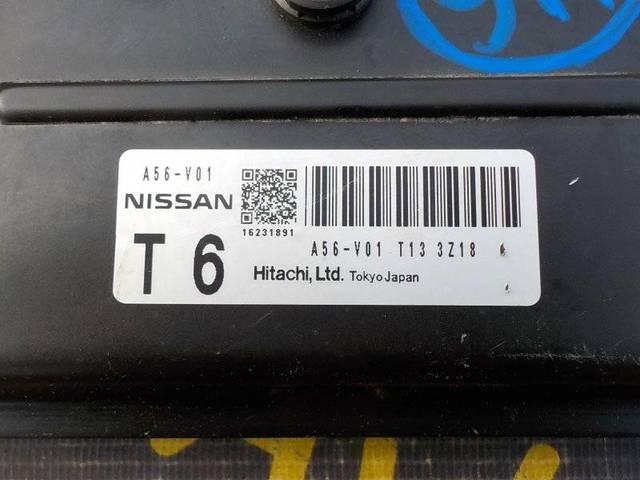 A56-V01
NISSAN
16231891
A56-V01 T13 3Z18
T 6
Hitachi, Ltd. Tokyo Japan